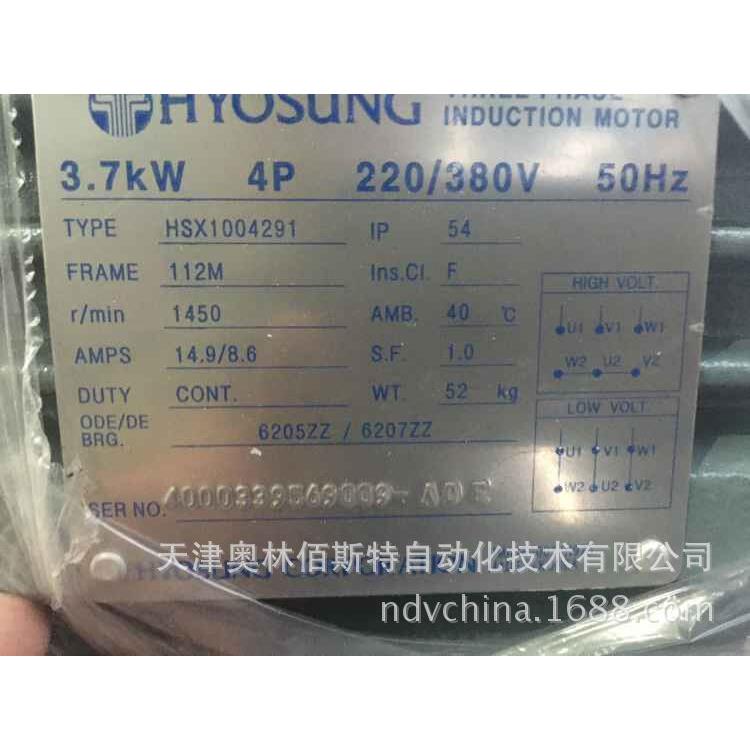 HYOSUNG
INDUCTION MOTOR
3.7kW 4P 220/380V 50Hz
TYPE HSX1004291 IP 54
FRAME 112M Ins.Cl. F
r/min 1450 AMB. 40 ℃
AMPS 14.9/8.6 S.F. 1.0
DUTY CONT. WT. 52 kg
ODE/DE
BRG. 6205ZZ / 6207ZZ
SER NO.
HIGH VOLT.
U1 V1 W1
W2 U2 V2
LOW VOLT.
U1 V1 W1
W2 U2 V2
天津奥林佰斯特自动化技术有限公司
HYOSUNG CORPORATION
ndvchina.1688.com